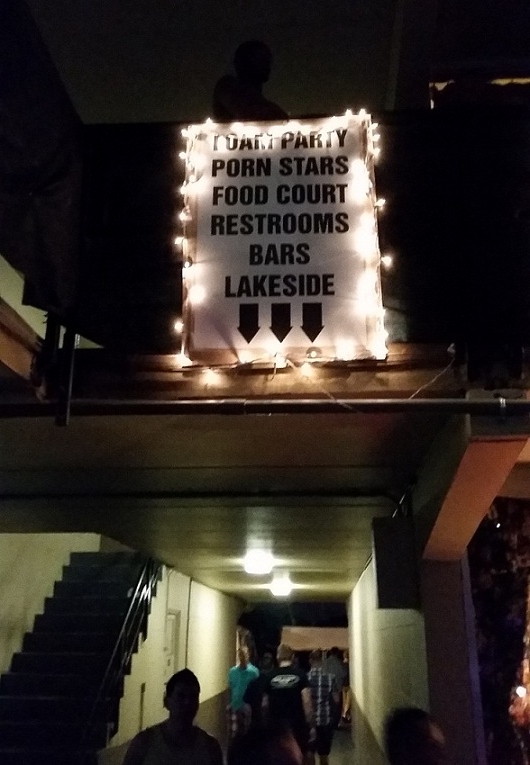 FOAM PARTY
PORN STARS
FOOD COURT
RESTROOMS
BARS
LAKESIDE